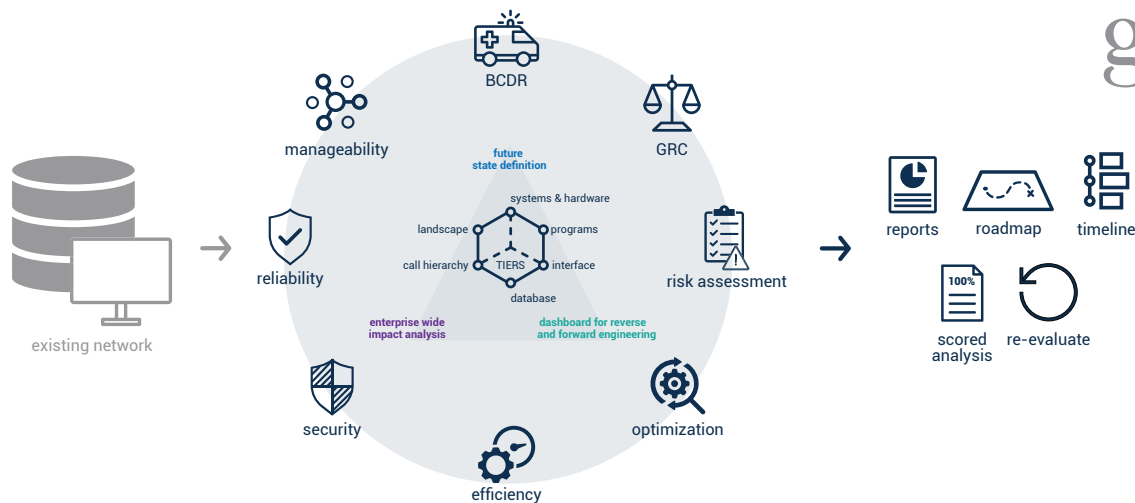 g
BCDR
manageability
GRC
future
state definition
systems & hardware
landscape
programs
call hierarchy
TIERS
interface
database
reliability
risk assessment
enterprise wide
impact analysis
dashboard for reverse
and forward engineering
existing network
security
optimization
efficiency
reports
roadmap
timeline
100%
scored
analysis
re-evaluate